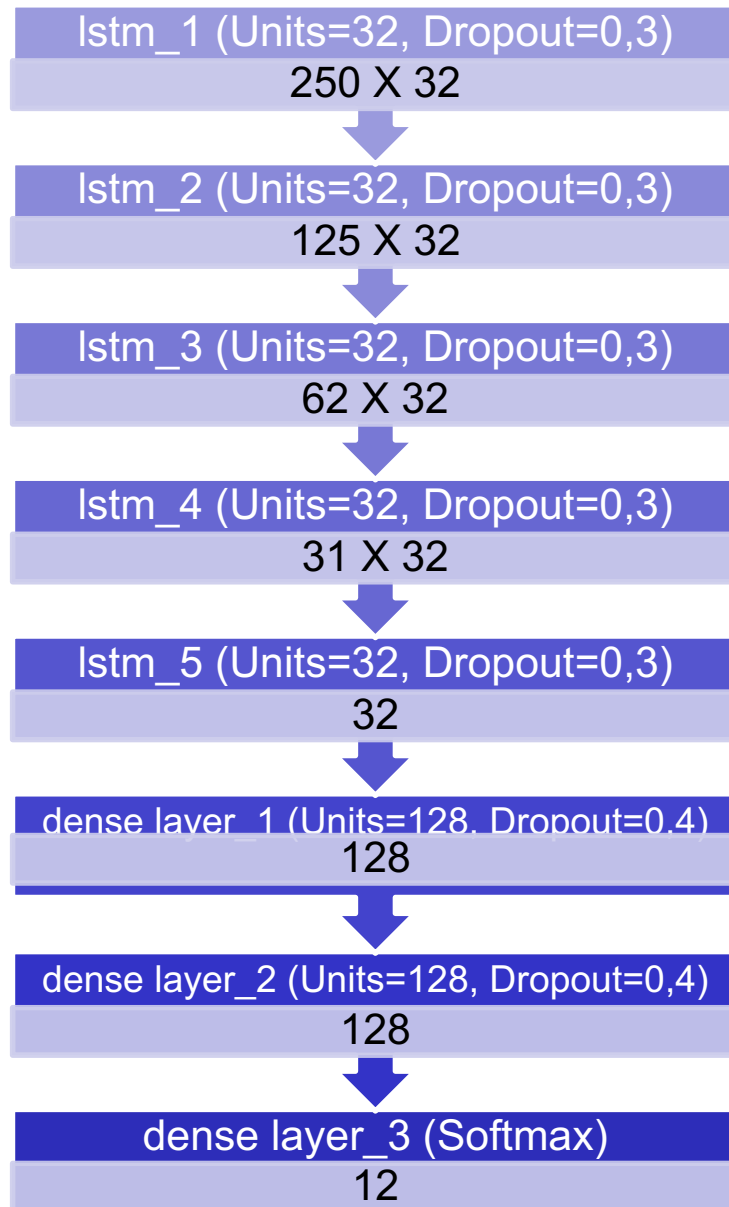 lstm_1 (Units=32, Dropout=0,3)
250 X 32
lstm_2 (Units=32, Dropout=0,3)
125 X 32
lstm_3 (Units=32, Dropout=0,3)
62 X 32
lstm_4 (Units=32, Dropout=0,3)
31 X 32
lstm_5 (Units=32, Dropout=0,3)
32
dense layer_1 (Units=128, Dropout=0,4)
128
dense layer_2 (Units=128, Dropout=0,4)
128
dense layer_3 (Softmax)
12